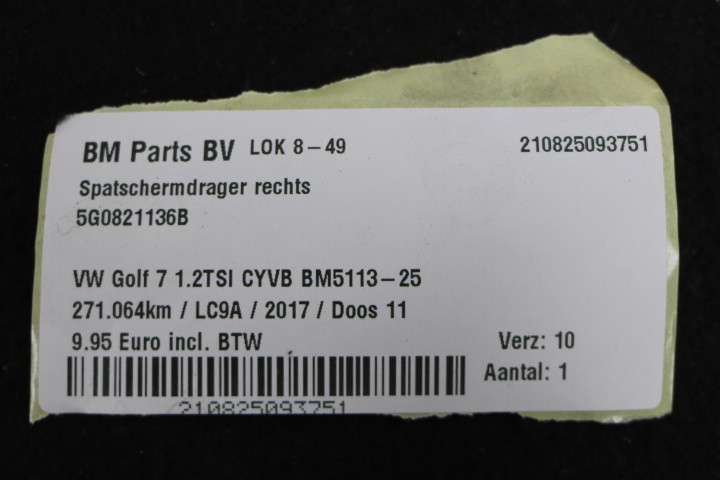 BM Parts BV LOK 8-49 210825093751
Spatschermdrager rechts
5G0821136B
VW Golf 7 1.2TSI CYVB BM5113-25
271.064km / LC9A / 2017 / Doos 11
9.95 Euro incl. BTW Verz: 10
Aantal: 1
210825093751